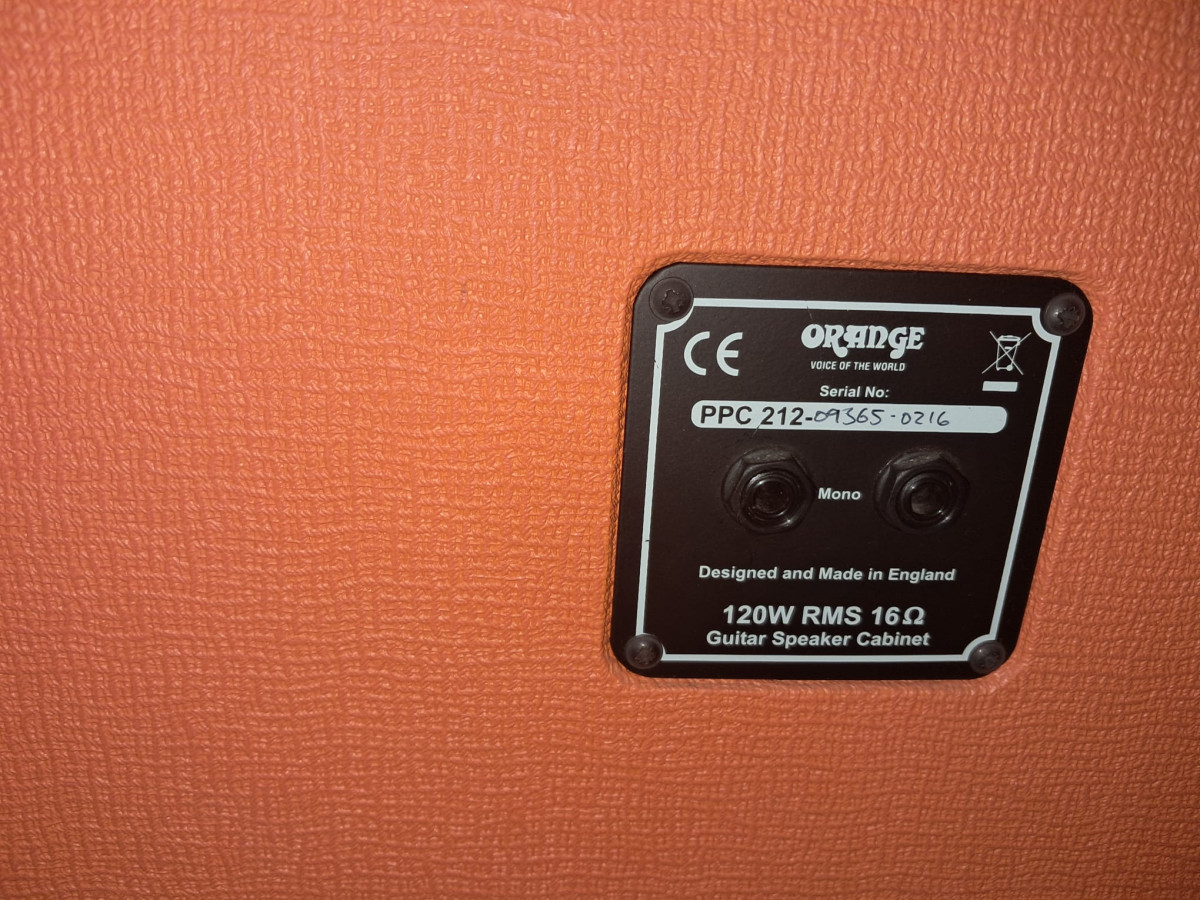 CE
ORANGE
VOICE OF THE WORLD
Serial No:
PPC 212-09365-0216
Mono
Designed and Made in England
120W RMS 16Ω
Guitar Speaker Cabinet